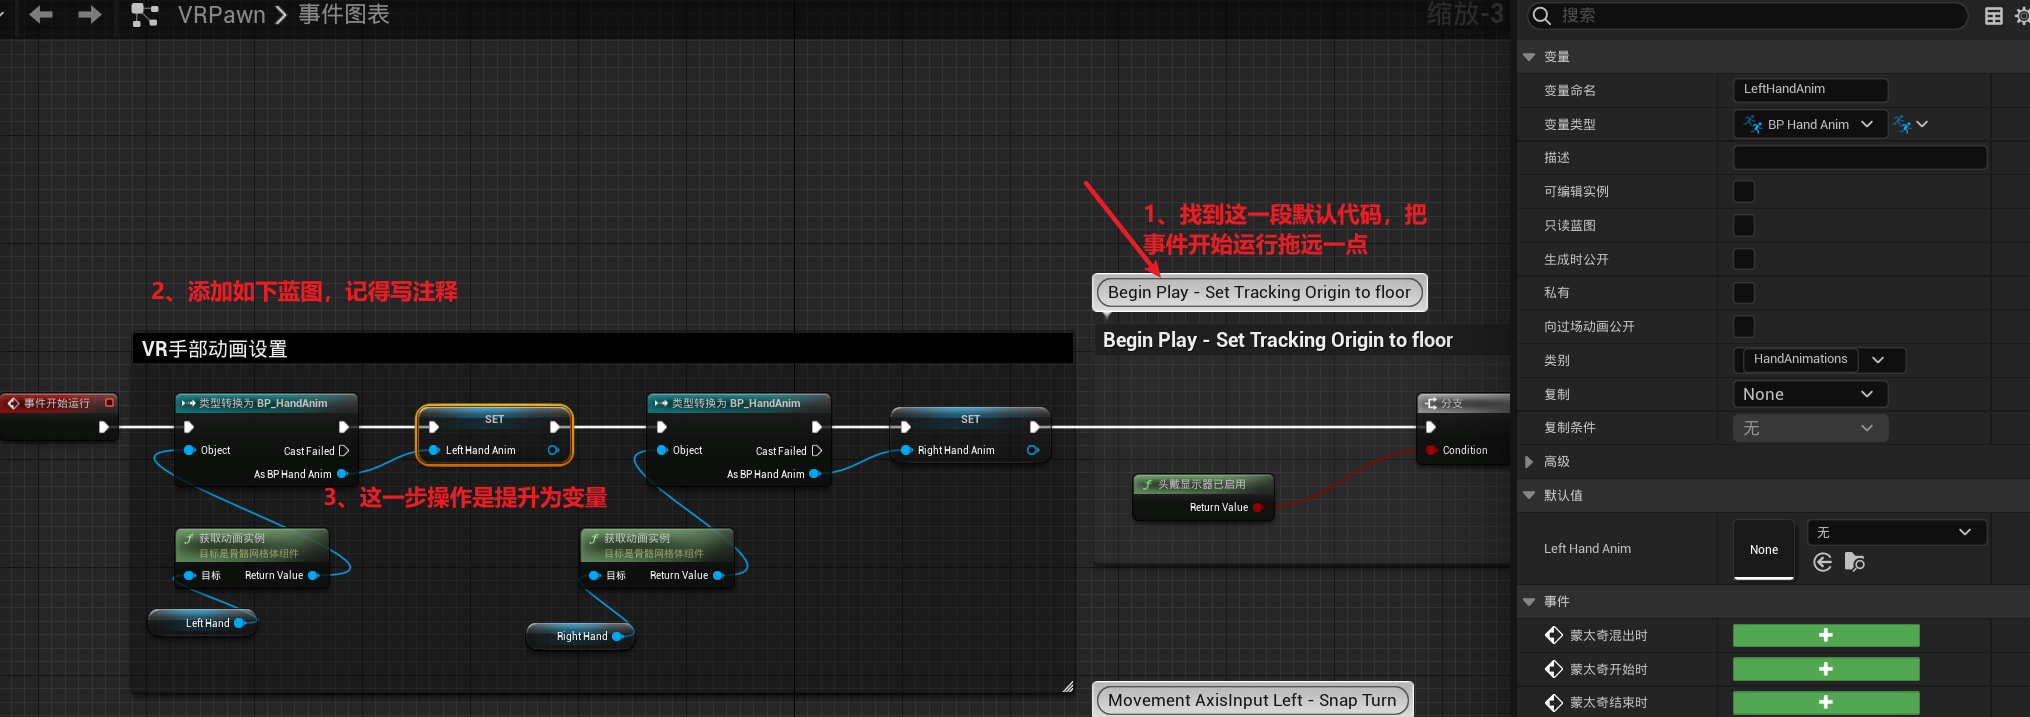 VRPawn > 事件图表
缩放-3
1、找到这一段默认代码，把
事件开始运行拖远一点
2、添加如下蓝图，记得写注释
Begin Play - Set Tracking Origin to floor
Begin Play - Set Tracking Origin to floor
VR手部动画设置
事件开始运行
类型转换为 BP_HandAnim
Object
Cast Failed
As BP Hand Anim
SET
Left Hand Anim
类型转换为 BP_HandAnim
Object
Cast Failed
As BP Hand Anim
SET
Right Hand Anim
分支
Condition
3、这一步操作是提升为变量
头戴显示器已启用
Return Value
获取动画实例
目标是骨骼网格体组件
目标
Return Value
Left Hand
获取动画实例
目标是骨骼网格体组件
目标
Return Value
Right Hand
Movement AxisInput Left - Snap Turn
搜索
变量
变量命名
LeftHandAnim
变量类型
BP Hand Anim
描述
可编辑实例
只读蓝图
生成时公开
私有
向过场动画公开
类别
HandAnimations
复制
None
复制条件
无
高级
默认值
Left Hand Anim
None
无
事件
蒙太奇混出时
蒙太奇开始时
蒙太奇结束时